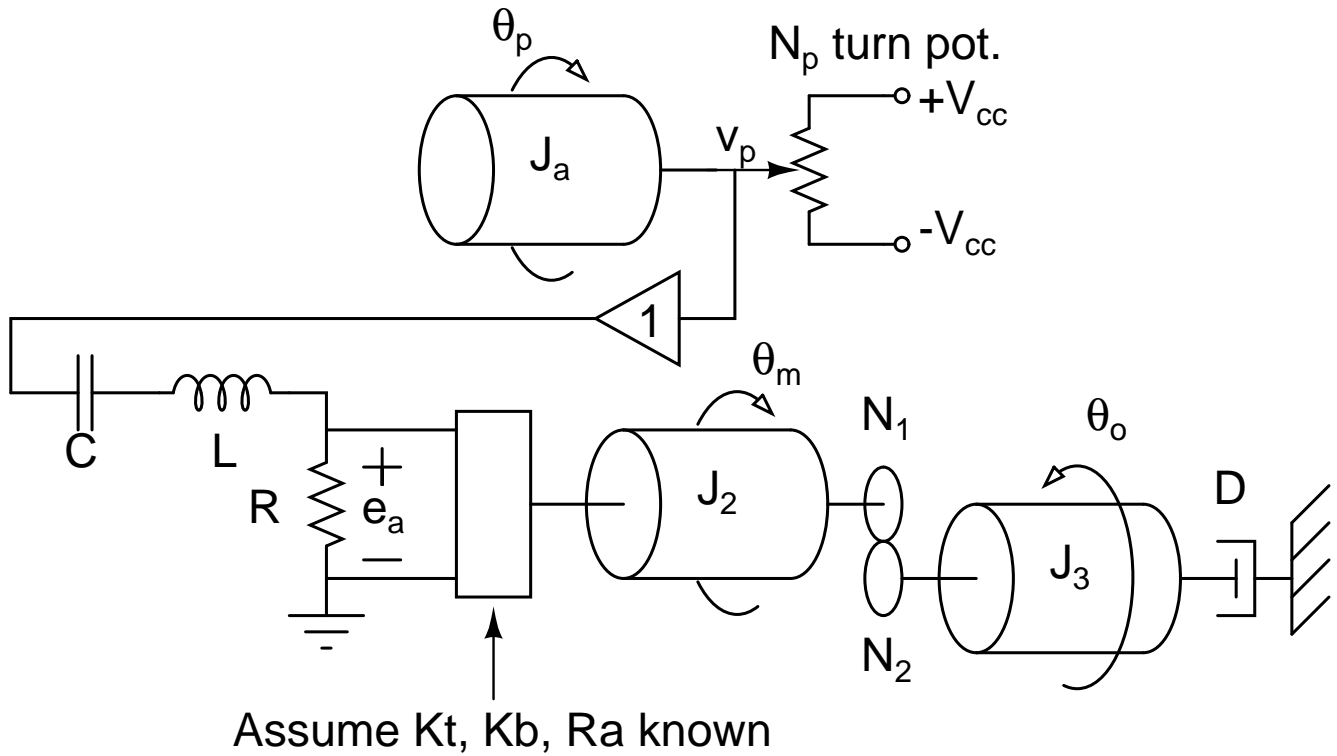 θp
Np turn pot.
+Vcc
vp
Ja
-Vcc
1
θm
C
L
R
+
ea
−
J2
N1
θo
D
J3
N2
Assume Kt, Kb, Ra known